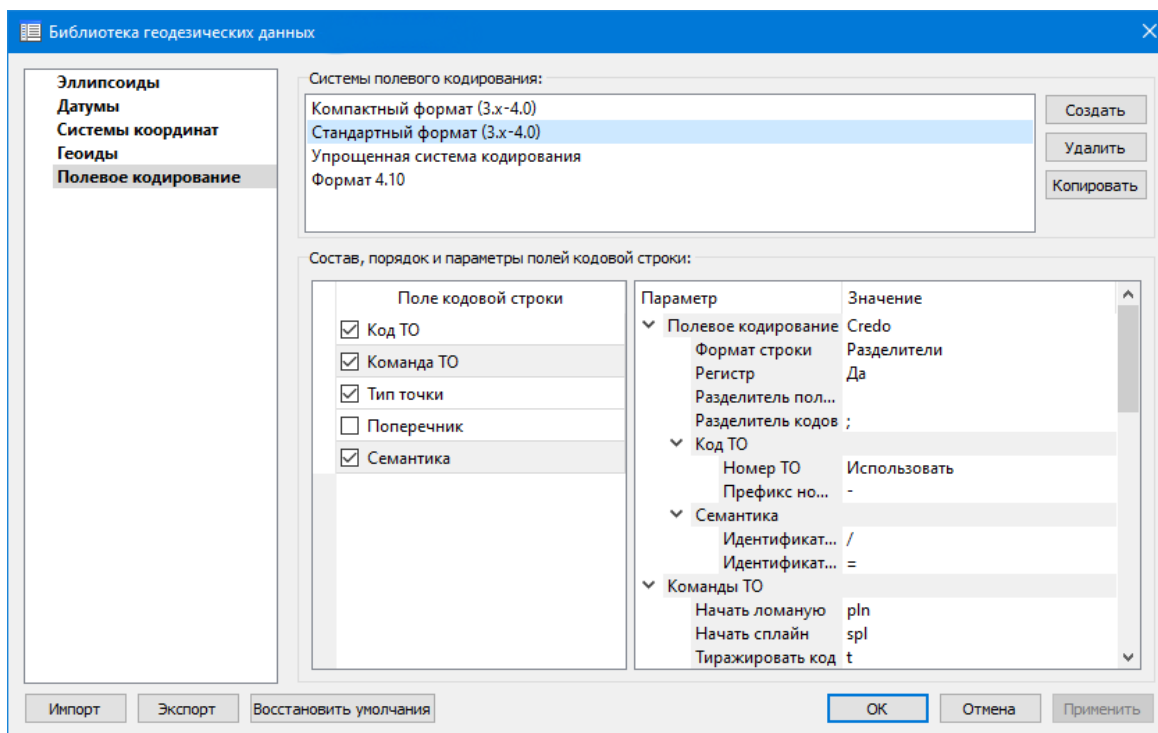 Библиотека геодезических данных
Эллипсоиды
Датумы
Системы координат
Геоиды
Полевое кодирование
Системы полевого кодирования:
Компактный формат (3.x-4.0)
Стандартный формат (3.x-4.0)
Упрощенная система кодирования
Формат 4.10
Создать
Удалить
Копировать
Состав, порядок и параметры полей кодовой строки:
Поле кодовой строки
Код ТО
Команда ТО
Тип точки
Поперечник
Семантика
Параметр Значение
Полевое кодирование Credo
Формат строки Разделители
Регистр Да
Разделитель пол...
Разделитель кодов ;
Код ТО
Номер ТО Использовать
Префикс но... -
Семантика
Идентификат... /
Идентификат... =
Команды ТО
Начать ломаную pln
Начать сплайн spl
Тиражировать код t
Импорт Экспорт Восстановить умолчания OK Отмена Применить